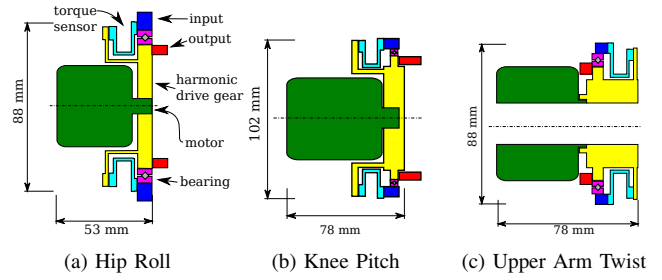 torque
sensor
input
output
harmonic
drive gear
motor
bearing
88 mm
53 mm
(a) Hip Roll
102 mm
78 mm
(b) Knee Pitch
88 mm
78 mm
(c) Upper Arm Twist